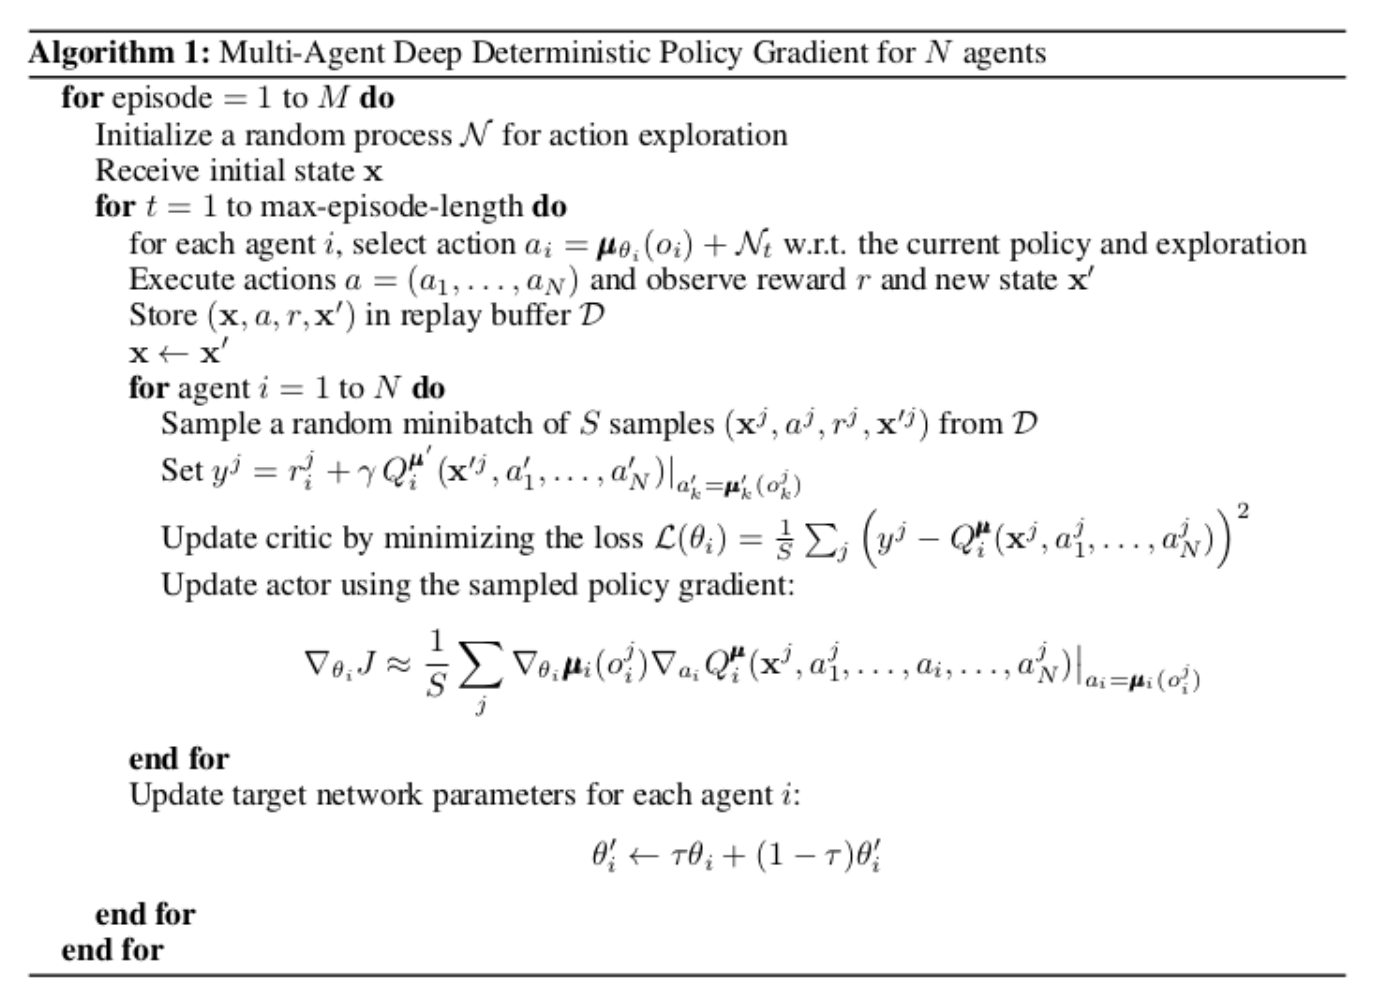 Algorithm 1: Multi-Agent Deep Deterministic Policy Gradient for $N$ agents
for episode $= 1$ to $M$ do
Initialize a random process $\mathcal{N}$ for action exploration
Receive initial state $\mathbf{x}$
for $t = 1$ to max-episode-length do
for each agent $i$, select action $a_i = \boldsymbol{\mu}_{\theta_i}(o_i) + \mathcal{N}_t$ w.r.t. the current policy and exploration
Execute actions $a = (a_1, \ldots, a_N)$ and observe reward $r$ and new state $\mathbf{x}'$
Store $(\mathbf{x}, a, r, \mathbf{x}')$ in replay buffer $\mathcal{D}$
$\mathbf{x} \leftarrow \mathbf{x}'$
for agent $i = 1$ to $N$ do
Sample a random minibatch of $S$ samples $(\mathbf{x}^j, a^j, r^j, \mathbf{x}'^j)$ from $\mathcal{D}$
Set $y^j = r_i^j + \gamma Q_i^{\boldsymbol{\mu}'}(\mathbf{x}'^j, a_1', \ldots, a_N')|_{a_k' = \boldsymbol{\mu}_k'(o_k^j)}$
Update critic by minimizing the loss $\mathcal{L}(\theta_i) = \frac{1}{S} \sum_j \left( y^j - Q_i^{\boldsymbol{\mu}}(\mathbf{x}^j, a_1^j, \ldots, a_N^j) \right)^2$
Update actor using the sampled policy gradient:
$\nabla_{\theta_i} J \approx \frac{1}{S} \sum_j \nabla_{\theta_i} \boldsymbol{\mu}_i(o_i^j) \nabla_{a_i} Q_i^{\boldsymbol{\mu}}(\mathbf{x}^j, a_1^j, \ldots, a_i, \ldots, a_N^j)|_{a_i = \boldsymbol{\mu}_i(o_i^j)}$
end for
Update target network parameters for each agent $i$:
$\theta_i' \leftarrow \tau \theta_i + (1 - \tau) \theta_i'$
end for
end for